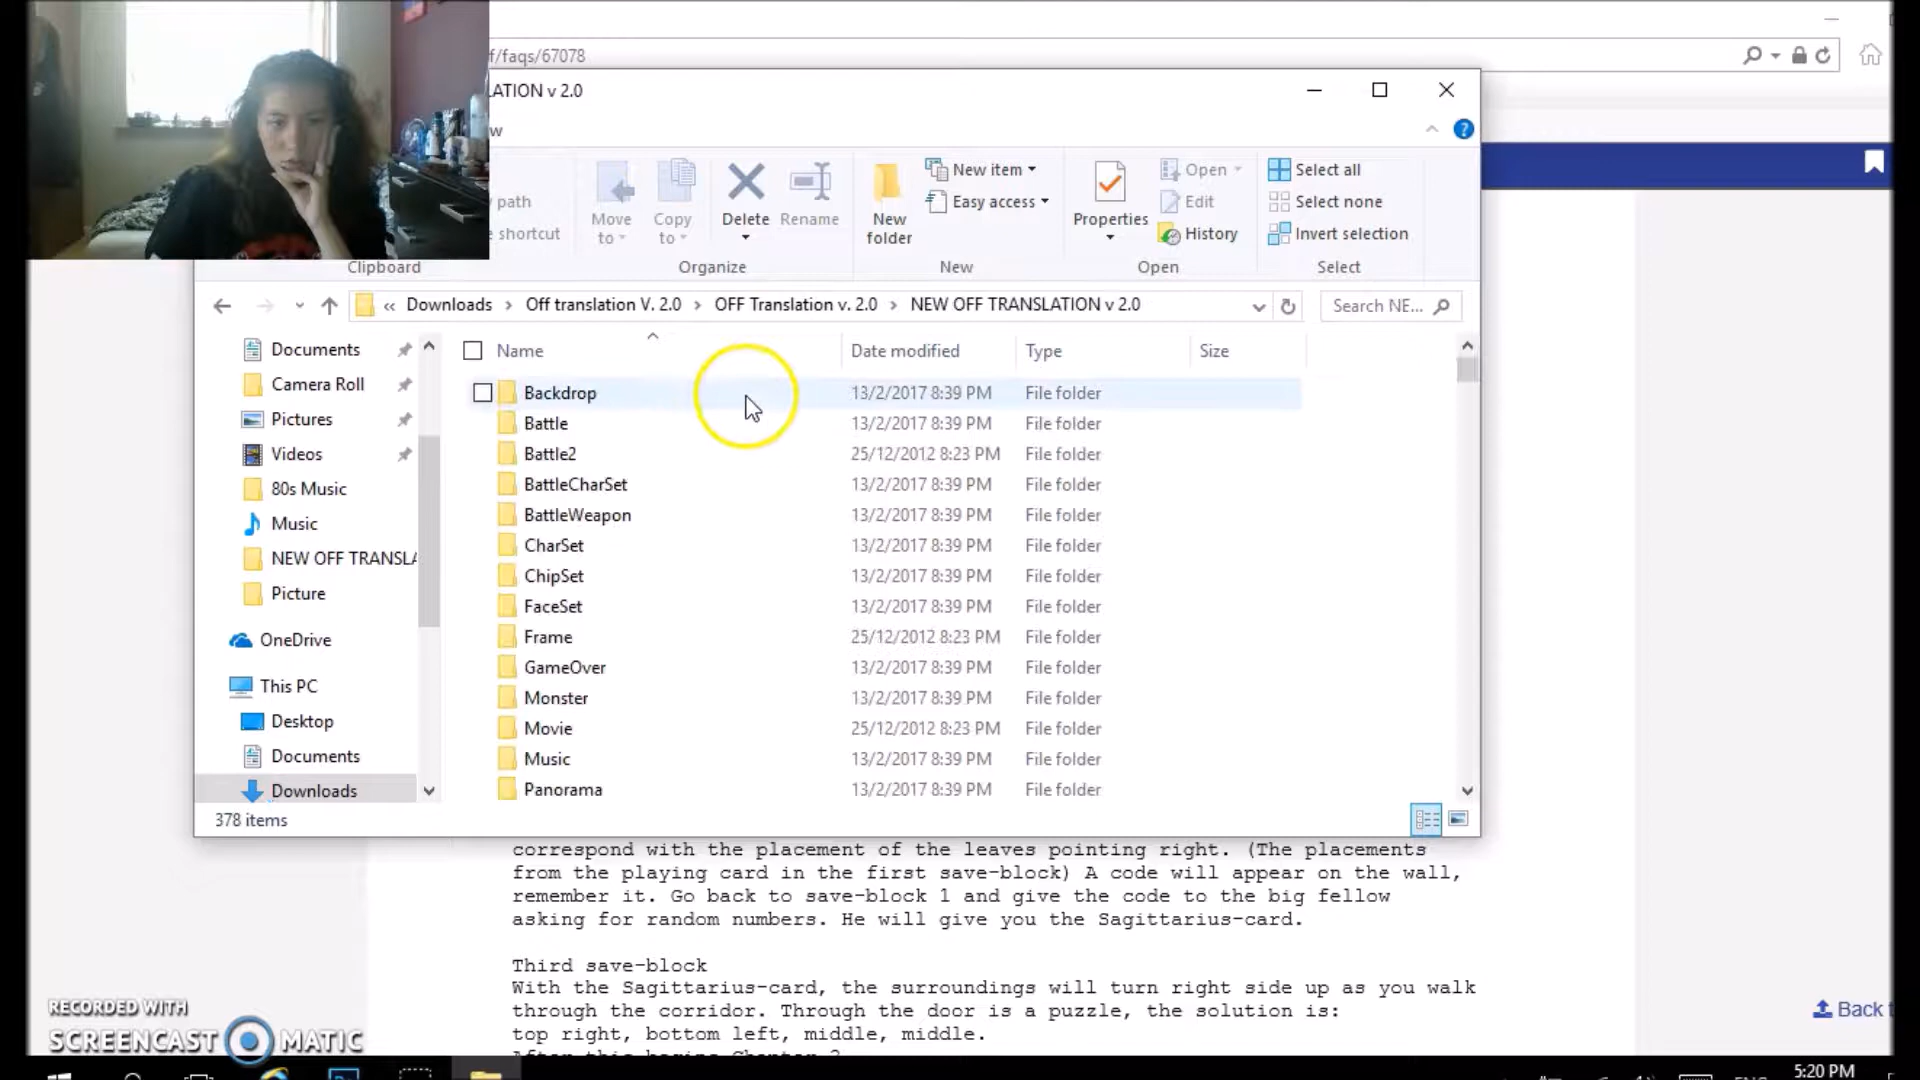 f/faqs/67078
LATION v 2.0
w
path
shortcut
Move to
Copy to
Delete
Rename
New folder
New item
Easy access
Properties
Open
Edit
History
Select all
Select none
Invert selection
Clipboard
Organize
New
Open
Select
« Downloads > Off translation V. 2.0 > OFF Translation v. 2.0 > NEW OFF TRANSLATION v 2.0
Search NE...
Documents
Camera Roll
Pictures
Videos
80s Music
Music
NEW OFF TRANSLA
Picture
OneDrive
This PC
Desktop
Documents
Downloads
Name Date modified Type Size
Backdrop 13/2/2017 8:39 PM File folder
Battle 13/2/2017 8:39 PM File folder
Battle2 25/12/2012 8:23 PM File folder
BattleCharSet 13/2/2017 8:39 PM File folder
BattleWeapon 13/2/2017 8:39 PM File folder
CharSet 13/2/2017 8:39 PM File folder
ChipSet 13/2/2017 8:39 PM File folder
FaceSet 13/2/2017 8:39 PM File folder
Frame 25/12/2012 8:23 PM File folder
GameOver 13/2/2017 8:39 PM File folder
Monster 13/2/2017 8:39 PM File folder
Movie 25/12/2012 8:23 PM File folder
Music 13/2/2017 8:39 PM File folder
Panorama 13/2/2017 8:39 PM File folder
378 items
correspond with the placement of the leaves pointing right. (The placements
from the playing card in the first save-block) A code will appear on the wall,
remember it. Go back to save-block 1 and give the code to the big fellow
asking for random numbers. He will give you the Sagittarius-card.
Third save-block
With the Sagittarius-card, the surroundings will turn right side up as you walk
through the corridor. Through the door is a puzzle, the solution is:
top right, bottom left, middle, middle.
Back t
RECORDED WITH
SCREENCAST MATIC
5:20 PM